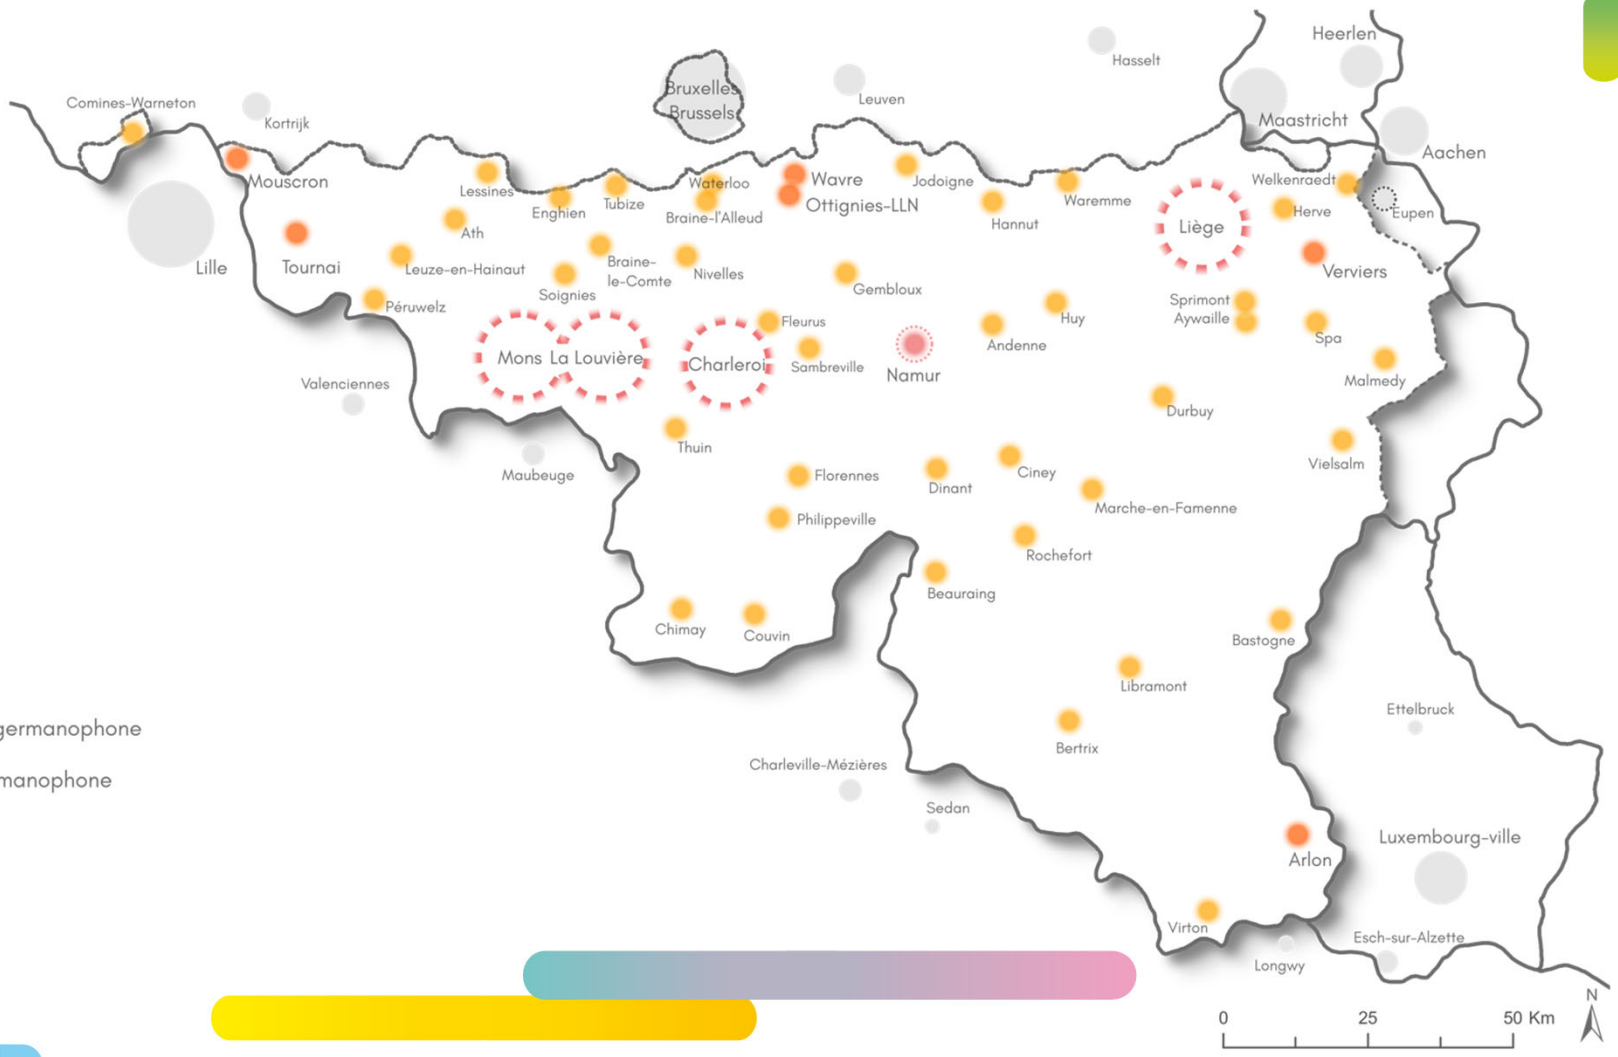 Heerlen
Hasselt
Bruxelles
Brussels
Leuven
Comines-Warneton
Kortrijk
Maastricht
Aachen
Mouscron
Lessines
Waterloo
Wavre
Jodoigne
Welkenraedt
Enghien
Tubize
Braine-l'Alleud
Ottignies-LLN
Hannut
Waremme
Herve
Eupen
Ath
Liège
Lille
Tournai
Leuze-en-Hainaut
Braine-
le-Comte
Nivelles
Verviers
Soignies
Gembloux
Péruwelz
Sprimont
Aywaille
Huy
Fleurus
Andenne
Spa
Mons
La Louvière
Charleroi
Sambreville
Namur
Malmedy
Valenciennes
Durbuy
Thuin
Maubeuge
Florennes
Dinant
Ciney
Vielsalm
Marche-en-Famenne
Philippeville
Rochefort
Beauraing
Chimay
Couvin
Bastogne
Libramont
Ettelbruck
germanophone
Bertrix
Charleville-Mézières
manophone
Sedan
Luxembourg-ville
Arlon
Virton
Esch-sur-Alzette
Longwy
N
0 25 50 Km